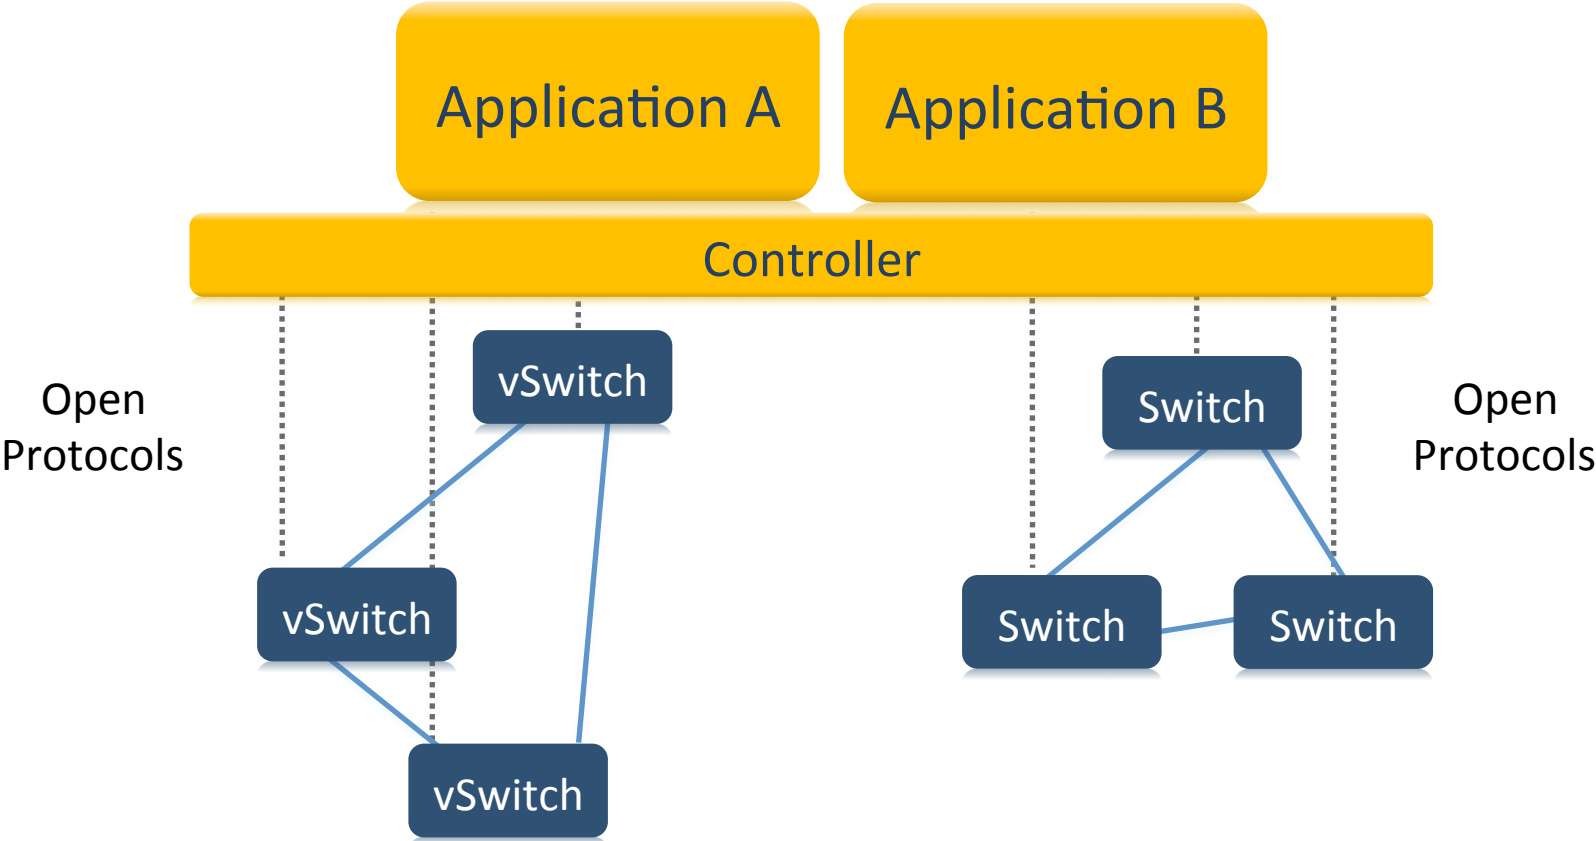 Application A
Application B
Controller
vSwitch
Switch
Open
Protocols
Open
Protocols
vSwitch
Switch
Switch
vSwitch